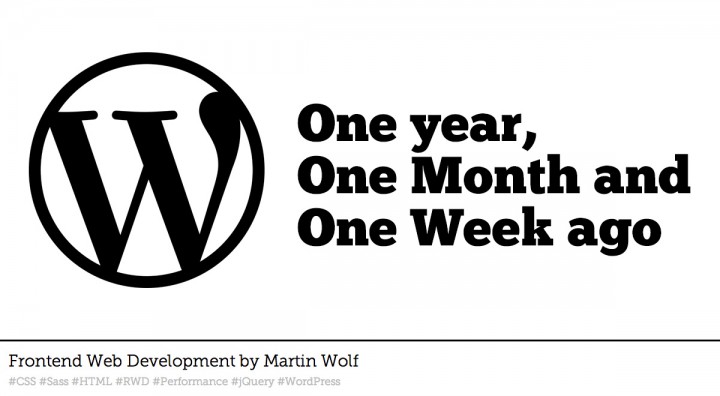 One year,
One Month and
One Week ago
Frontend Web Development by Martin Wolf
#CSS #Sass #HTML #RWD #Performance #jQuery #WordPress